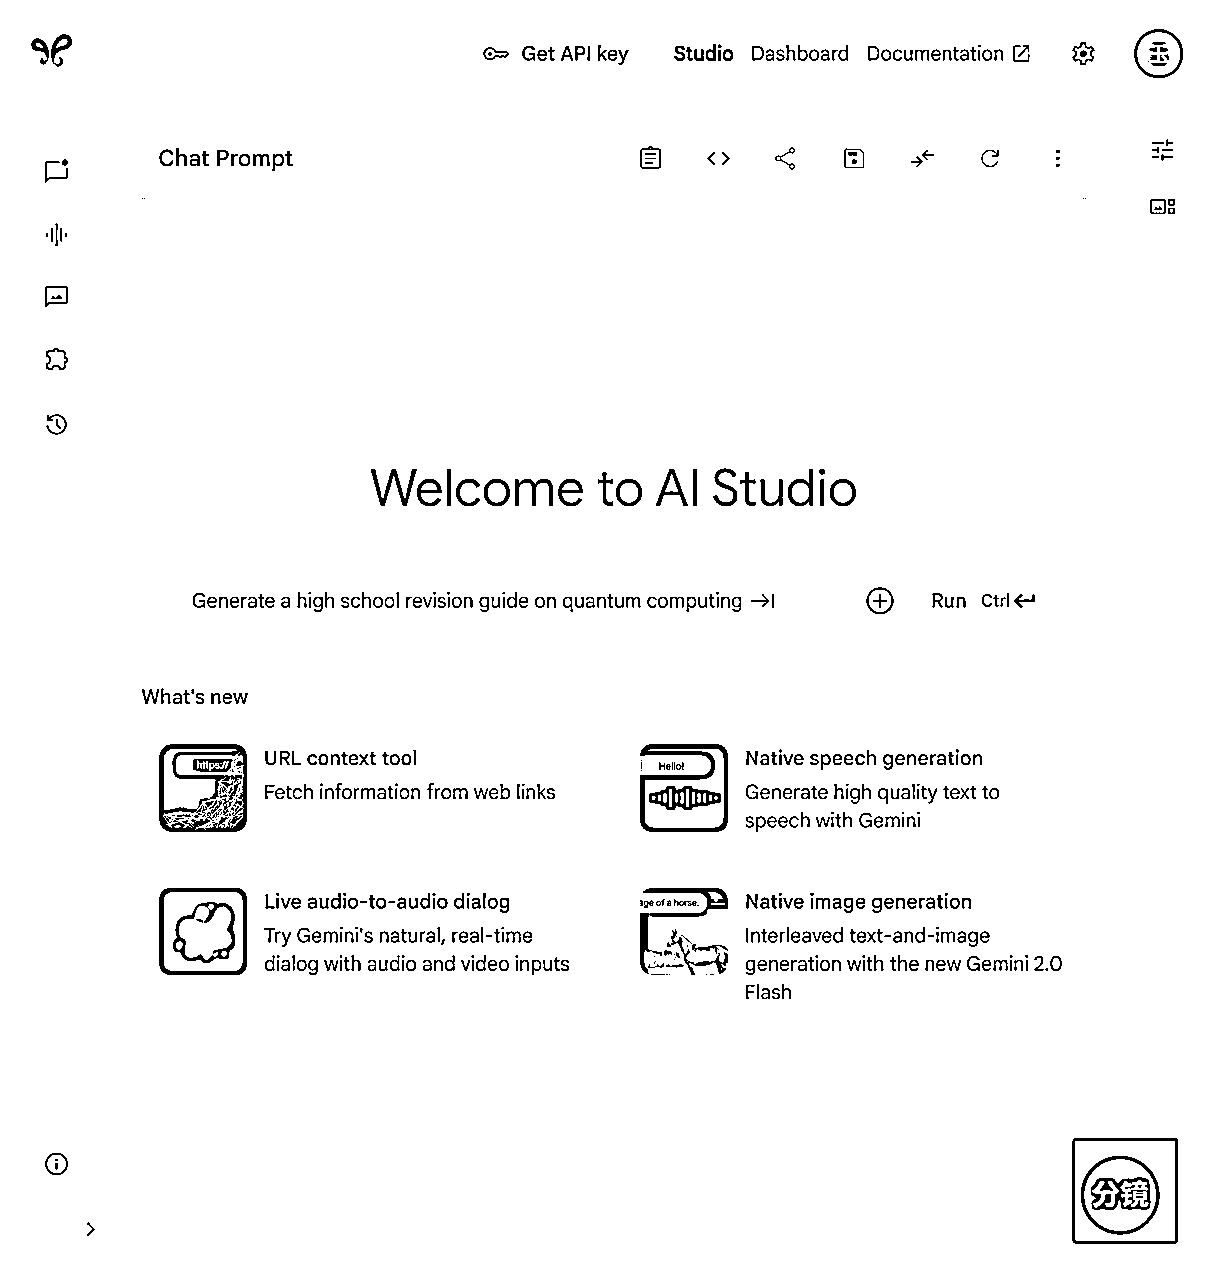 Get API key Studio Dashboard Documentation
Chat Prompt
Welcome to AI Studio
Generate a high school revision guide on quantum computing Run Ctrl
What's new
https://
URL context tool
Fetch information from web links
Hello!
Native speech generation
Generate high quality text to
speech with Gemini
Live audio-to-audio dialog
Try Gemini's natural, real-time
dialog with audio and video inputs
age of a horse.
Native image generation
Interleaved text-and-image
generation with the new Gemini 2.0
Flash
分镜